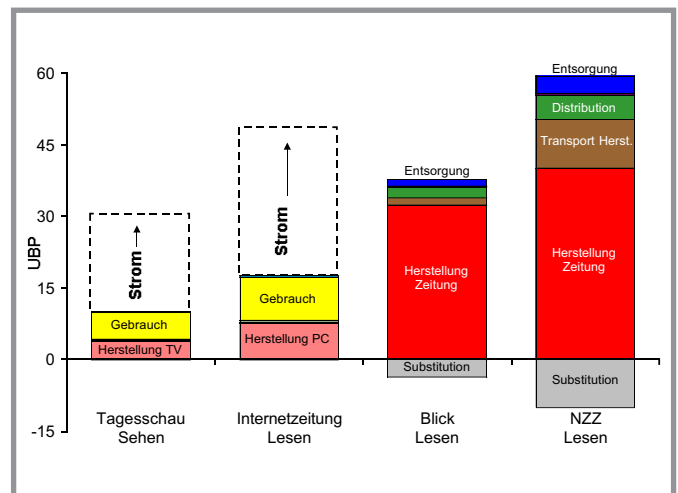 UBP
60
45
30
15
0
-15
Strom
Gebrauch
Herstellung TV
Tagesschau
Sehen
Strom
Gebrauch
Herstellung PC
Internetzeitung
Lesen
Entsorgung
Herstellung
Zeitung
Substitution
Blick
Lesen
Entsorgung
Distribution
Transport Herst.
Herstellung
Zeitung
Substitution
NZZ
Lesen